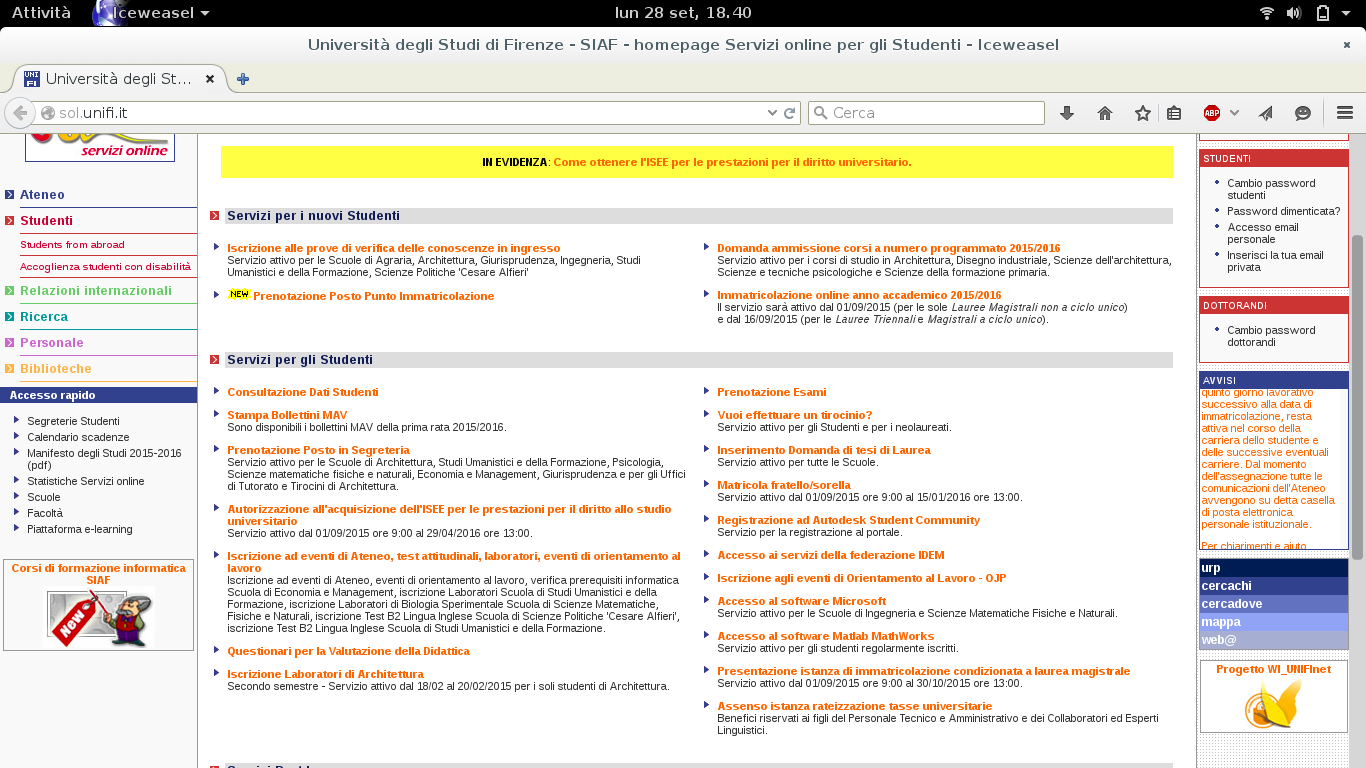 Attività Iceweasel lun 28 set, 18.40
Università degli Studi di Firenze - SIAF - homepage Servizi online per gli Studenti - Iceweasel
Università degli St...
sol.unifi.it
Cerca
ABP
servizi online
Ateneo
Studenti
Students from abroad
Accoglienza studenti con disabilità
Relazioni internazionali
Ricerca
Personale
Biblioteche
Accesso rapido
Segreterie Studenti
Calendario scadenze
Manifesto degli Studi 2015-2016
(pdf)
Statistiche Servizi online
Scuole
Facoltà
Piattaforma e-learning
Corsi di formazione informatica
SIAF
New
IN EVIDENZA: Come ottenere l'ISEE per le prestazioni per il diritto universitario.
Servizi per i nuovi Studenti
Iscrizione alle prove di verifica delle conoscenze in ingresso
Servizio attivo per le Scuole di Agraria, Architettura, Giurisprudenza, Ingegneria, Studi
Umanistici e della Formazione, Scienze Politiche 'Cesare Alfieri'
NEW Prenotazione Posto Punto Immatricolazione
Domanda ammissione corsi a numero programmato 2015/2016
Servizio attivo per i corsi di studio in Architettura, Disegno industriale, Scienze dell'architettura,
Scienze e tecniche psicologiche e Scienze della formazione primaria.
Immatricolazione online anno accademico 2015/2016
Il servizio sarà attivo dal 01/09/2015 (per le sole Lauree Magistrali non a ciclo unico)
e dal 16/09/2015 (per le Lauree Triennali e Magistrali a ciclo unico).
Servizi per gli Studenti
Consultazione Dati Studenti
Stampa Bollettini MAV
Sono disponibili i bollettini MAV della prima rata 2015/2016.
Prenotazione Posto in Segreteria
Servizio attivo per le Scuole di Architettura, Studi Umanistici e della Formazione, Psicologia,
Scienze matematiche fisiche e naturali, Economia e Management, Giurisprudenza e per gli Uffici
di Tutorato e Tirocini di Architettura.
Autorizzazione all'acquisizione dell'ISEE per le prestazioni per il diritto allo studio
universitario
Servizio attivo dal 01/09/2015 ore 9:00 al 29/04/2016 ore 13:00.
Iscrizione ad eventi di Ateneo, test attitudinali, laboratori, eventi di orientamento al
lavoro
Iscrizione ad eventi di Ateneo, eventi di orientamento al lavoro, verifica prerequisiti informatica
Scuola di Economia e Management, iscrizione Laboratori Scuola di Studi Umanistici e della
Formazione, iscrizione Laboratori di Biologia Sperimentale Scuola di Scienze Matematiche,
Fisiche e Naturali, iscrizione Test B2 Lingua Inglese Scuola di Scienze Politiche 'Cesare Alfieri',
iscrizione Test B2 Lingua Inglese Scuola di Studi Umanistici e della Formazione.
Questionari per la Valutazione della Didattica
Iscrizione Laboratori di Architettura
Secondo semestre - Servizio attivo dal 18/02 al 20/02/2015 per i soli studenti di Architettura.
Prenotazione Esami
Vuoi effettuare un tirocinio?
Servizio attivo per gli Studenti e per i neolaureati.
Inserimento Domanda di tesi di Laurea
Servizio attivo per tutte le Scuole.
Matricola fratello/sorella
Servizio attivo dal 01/09/2015 ore 9:00 al 15/01/2016 ore 13:00.
Registrazione ad Autodesk Student Community
Servizio per la registrazione al portale.
Accesso ai servizi della federazione IDEM
Iscrizione agli eventi di Orientamento al Lavoro - OJP
Accesso al software Microsoft
Servizio attivo per le Scuole di Ingegneria e Scienze Matematiche Fisiche e Naturali.
Accesso al software Matlab MathWorks
Servizio attivo per gli studenti regolarmente iscritti.
Presentazione istanza di immatricolazione condizionata a laurea magistrale
Servizio attivo dal 01/09/2015 ore 9:00 al 30/10/2015 ore 13:00.
Assenso istanza rateizzazione tasse universitarie
Benefici riservati ai figli del Personale Tecnico e Amministrativo e dei Collaboratori ed Esperti
Linguistici.
STUDENTI
Cambio password
studenti
Password dimenticata?
Accesso email
personale
Inserisci la tua email
privata
DOTTORANDI
Cambio password
dottorandi
AVVISI
quinto giorno lavorativo
successivo alla data di
immatricolazione, resta
attiva nel corso della
carriera dello studente e
delle successive eventuali
carriere. Dal momento
dell'assegnazione tutte le
comunicazioni dell'Ateneo
avvengono su detta casella
di posta elettronica
personale istituzionale.
Per chiarimenti e aiuto
urp
cercachi
cercadove
mappa
web@
Progetto WI_UNIFInet